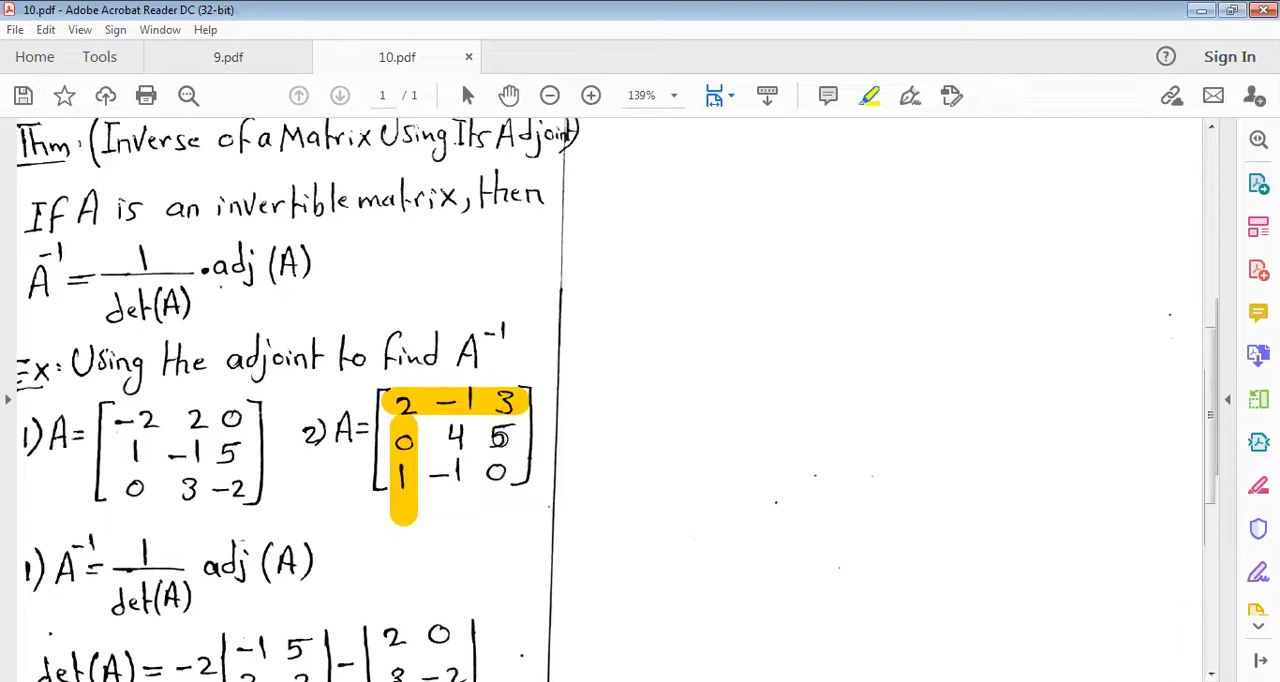 10.pdf - Adobe Acrobat Reader DC (32-bit)
File Edit View Sign Window Help
Home Tools 9.pdf 10.pdf × Sign In
1 / 1 139%
Thm: (Inverse of a Matrix Using Its Adjoint)
If A is an invertible matrix, then
A⁻¹ = 1/det(A) · adj (A)
Ex: Using the adjoint to find A⁻¹
1) A = [-2 2 0 2) A = [2 -1 3
1 -1 5 0 4 5
0 3 -2] 1 -1 0]
1) A⁻¹ = 1/det(A) adj (A)
det(A) = -2 | -1 5 | - | 2 0 |
3 -2